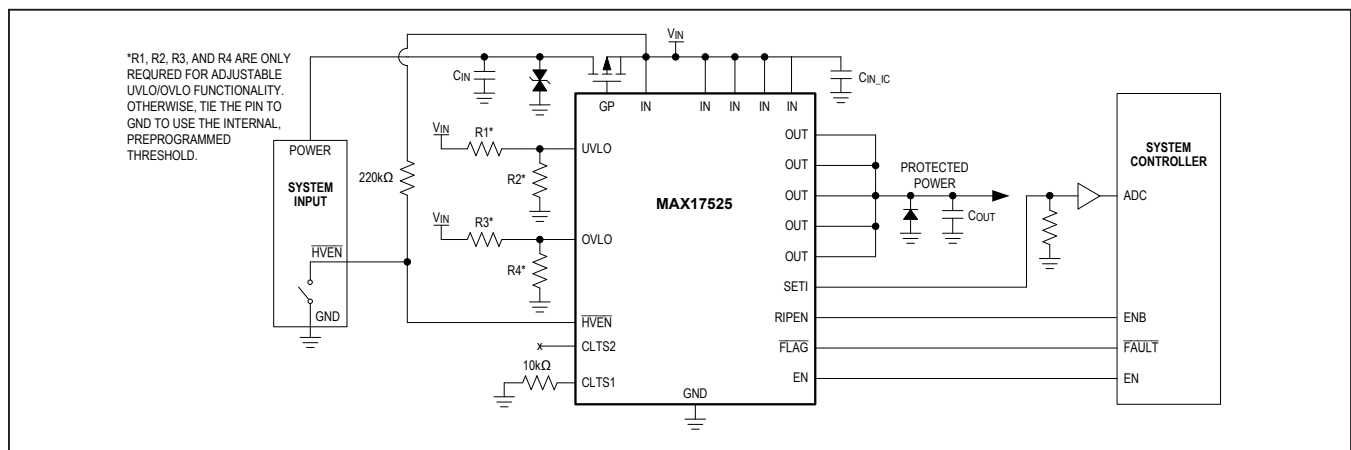 *R1, R2, R3, AND R4 ARE ONLY
REQUIRED FOR ADJUSTABLE
UVLO/OVLO FUNCTIONALITY.
OTHERWISE, TIE THE PIN TO
GND TO USE THE INTERNAL,
PREPROGRAMMED
THRESHOLD.
POWER
SYSTEM
INPUT
HVEN
GND
220kΩ
CIN
VIN
CIN_IC
GP
IN
IN
IN
IN
IN
VIN
R1*
R2*
UVLO
VIN
R3*
R4*
OVLO
HVEN
CLTS2
x
10kΩ
CLTS1
MAX17525
GND
OUT
OUT
OUT
OUT
OUT
SETI
RIPEN
FLAG
EN
PROTECTED
POWER
COUT
SYSTEM
CONTROLLER
ADC
ENB
FAULT
EN